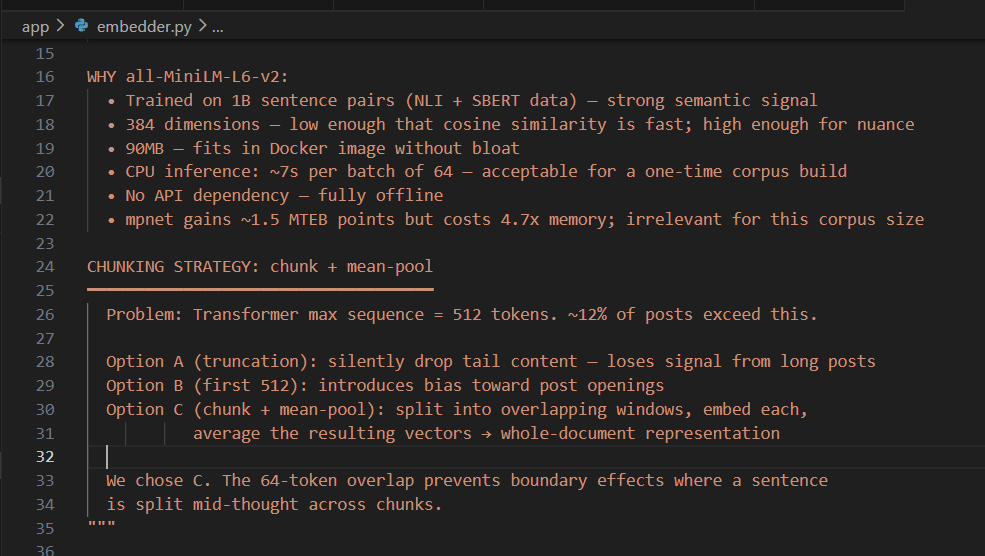 app > embedder.py > ...
15
16 WHY all-MiniLM-L6-v2:
17 • Trained on 1B sentence pairs (NLI + SBERT data) — strong semantic signal
18 • 384 dimensions — low enough that cosine similarity is fast; high enough for nuance
19 • 90MB — fits in Docker image without bloat
20 • CPU inference: ~7s per batch of 64 — acceptable for a one-time corpus build
21 • No API dependency — fully offline
22 • mpnet gains ~1.5 MTEB points but costs 4.7x memory; irrelevant for this corpus size
23
24 CHUNKING STRATEGY: chunk + mean-pool
25 ━━━━━━━━━━━━━━━━━━━━━━━━━━━━━━━━━━━━
26 Problem: Transformer max sequence = 512 tokens. ~12% of posts exceed this.
27
28 Option A (truncation): silently drop tail content — loses signal from long posts
29 Option B (first 512): introduces bias toward post openings
30 Option C (chunk + mean-pool): split into overlapping windows, embed each,
31 average the resulting vectors → whole-document representation
32
33 We chose C. The 64-token overlap prevents boundary effects where a sentence
34 is split mid-thought across chunks.
35 """
36